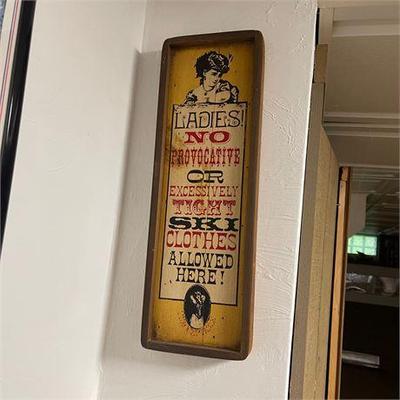 LADIES!
NO
PROVOCATIVE
OR
EXCESSIVELY
TIGHT
SKI
CLOTHES
ALLOWED
HERE!